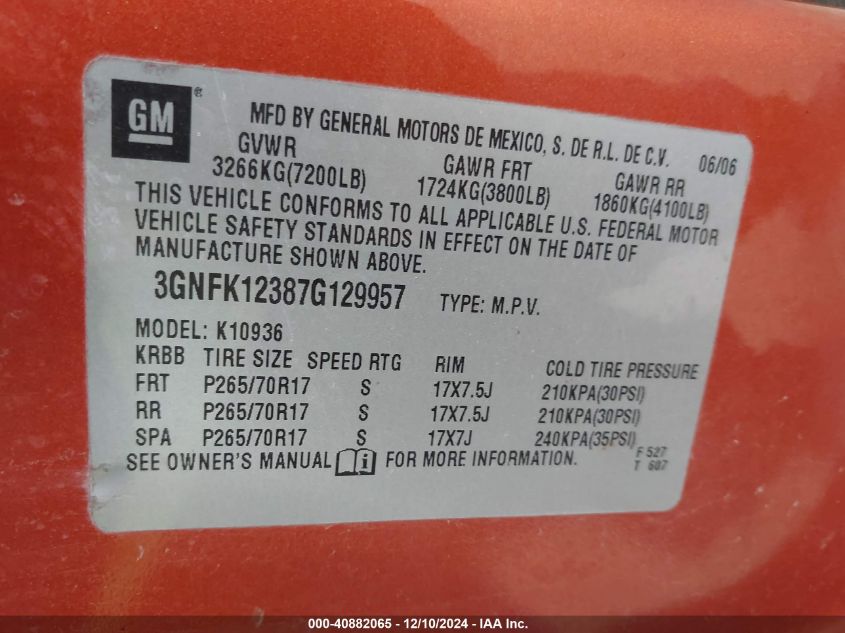 GM®
MFD BY GENERAL MOTORS DE MEXICO, S. DE R.L. DE C.V. 06/06
GVWR GAWR FRT GAWR RR
3266KG(7200LB) 1724KG(3800LB) 1860KG(4100LB)
THIS VEHICLE CONFORMS TO ALL APPLICABLE U.S. FEDERAL MOTOR
VEHICLE SAFETY STANDARDS IN EFFECT ON THE DATE OF
MANUFACTURE SHOWN ABOVE.
3GNFK12387G129957 TYPE: M.P.V.
MODEL: K10936
KRBB TIRE SIZE SPEED RTG RIM COLD TIRE PRESSURE
FRT P265/70R17 S 17X7.5J 210KPA(30PSI)
RR P265/70R17 S 17X7.5J 210KPA(30PSI)
SPA P265/70R17 S 17X7J 240KPA(35PSI)
SEE OWNER'S MANUAL i FOR MORE INFORMATION.
F 527
T 607
000-40882065 - 12/10/2024 - IAA Inc.